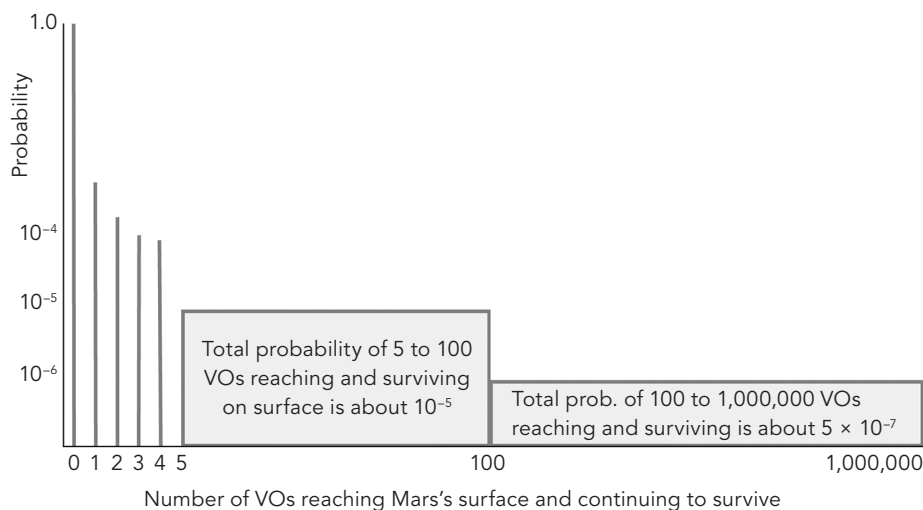 1.0
Probability
10⁻⁴
10⁻⁵
10⁻⁶
Total probability of 5 to 100
VOs reaching and surviving
on surface is about 10⁻⁵
Total prob. of 100 to 1,000,000 VOs
reaching and surviving is about 5 × 10⁻⁷
0 1 2 3 4 5 100 1,000,000
Number of VOs reaching Mars’s surface and continuing to survive